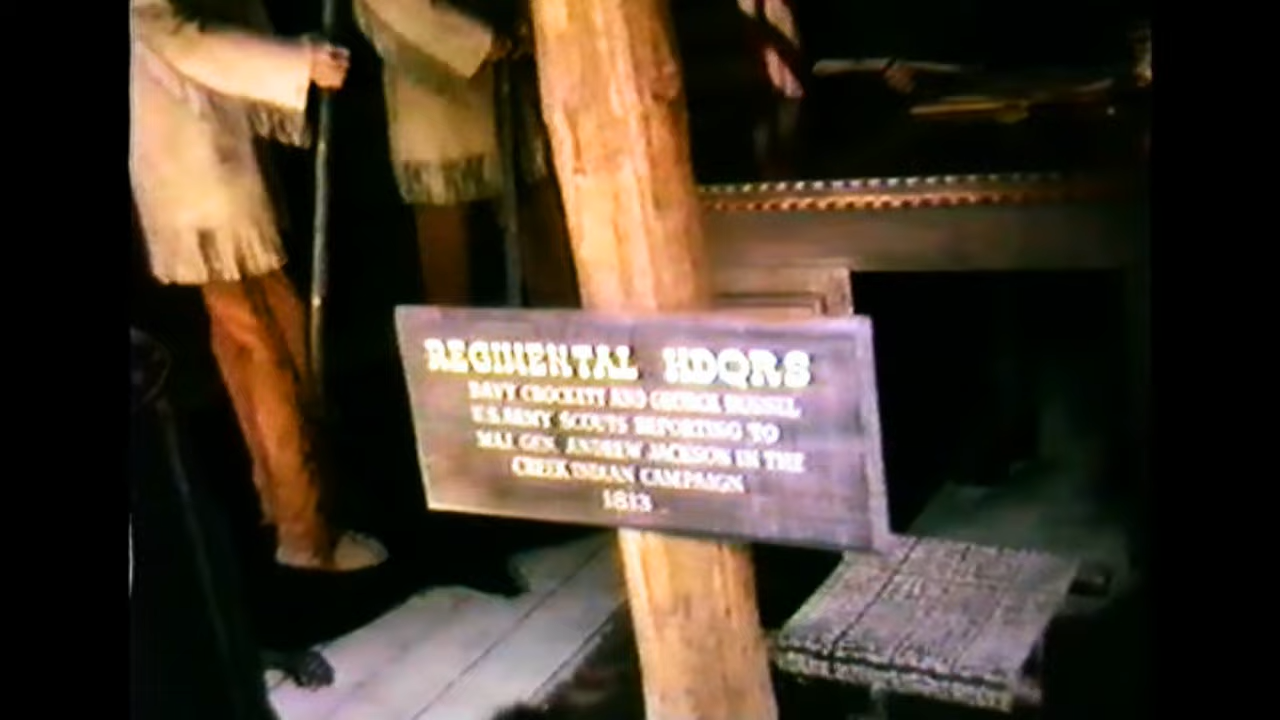 REGIMENTAL HDQRS
DAVY CROCKETT AND GEORGE RUSSEL
U.S. ARMY SCOUTS REPORTING TO
MAJ. GEN. ANDREW JACKSON IN THE
CREEK INDIAN CAMPAIGN
1813